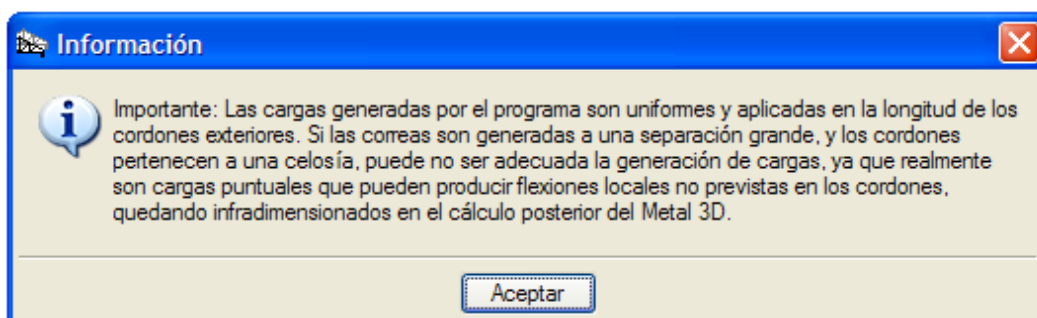 Información
Importante: Las cargas generadas por el programa son uniformes y aplicadas en la longitud de los
cordones exteriores. Si las correas son generadas a una separación grande, y los cordones
pertenecen a una celosía, puede no ser adecuada la generación de cargas, ya que realmente
son cargas puntuales que pueden producir flexiones locales no previstas en los cordones,
quedando infradimensionados en el cálculo posterior del Metal 3D.
Aceptar